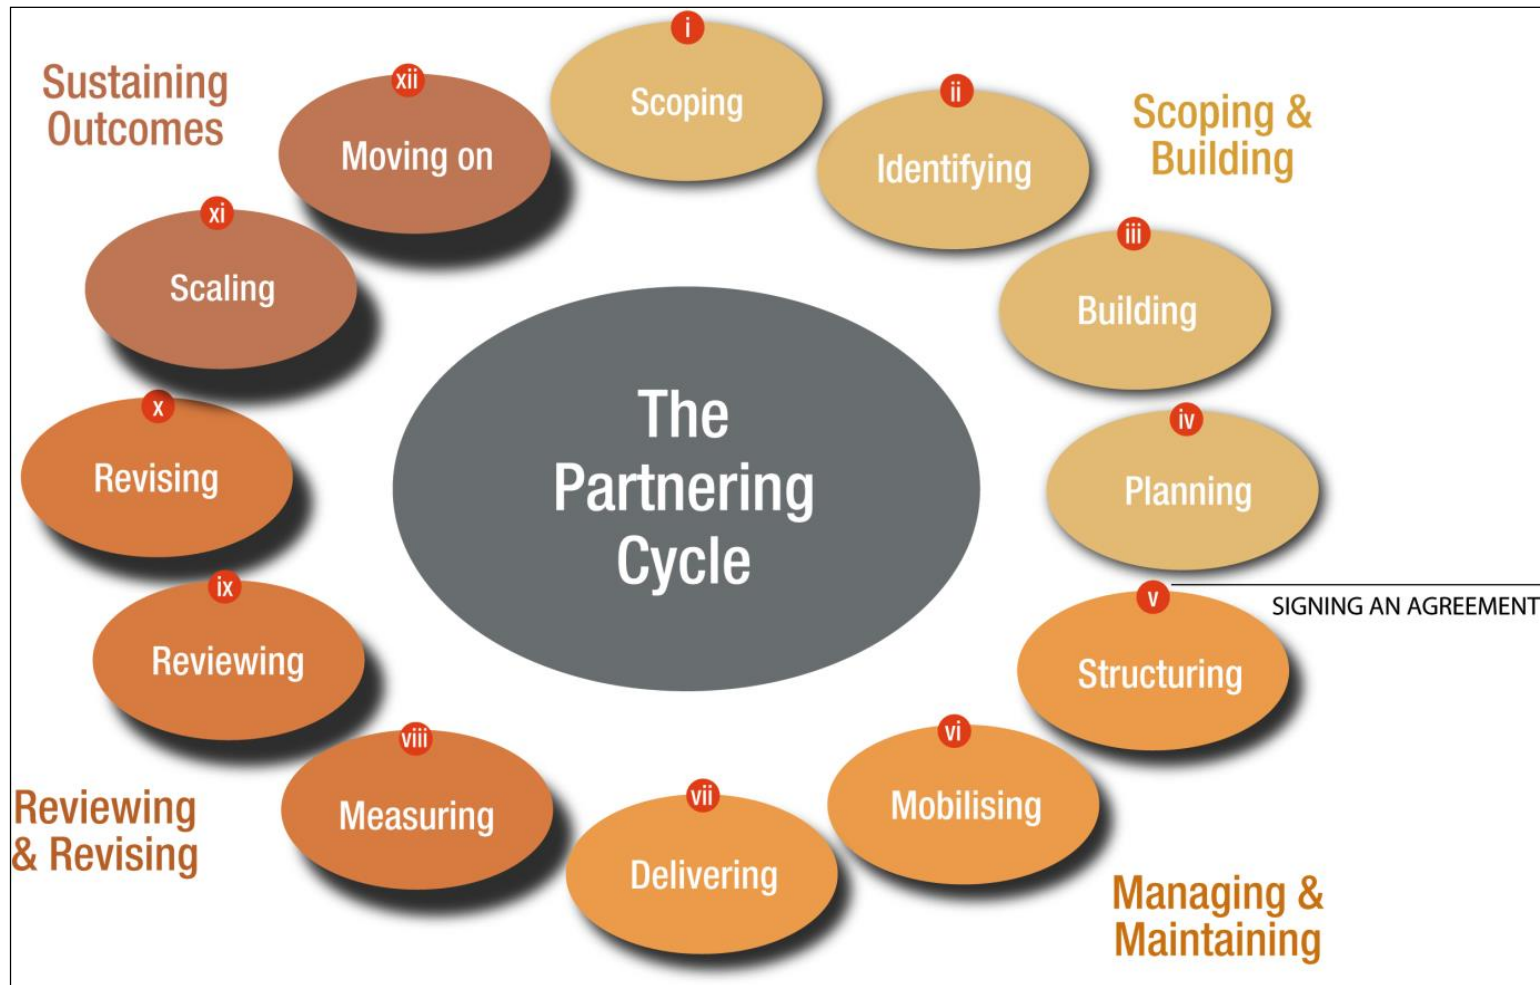 Sustaining
Outcomes
i
Scoping
ii
Identifying
Scoping &
Building
iii
Building
iv
Planning
SIGNING AN AGREEMENT
v
Structuring
vi
Mobilising
Managing &
Maintaining
vii
Delivering
viii
Measuring
Reviewing
& Revising
ix
Reviewing
x
Revising
xi
Scaling
xii
Moving on
The
Partnering
Cycle